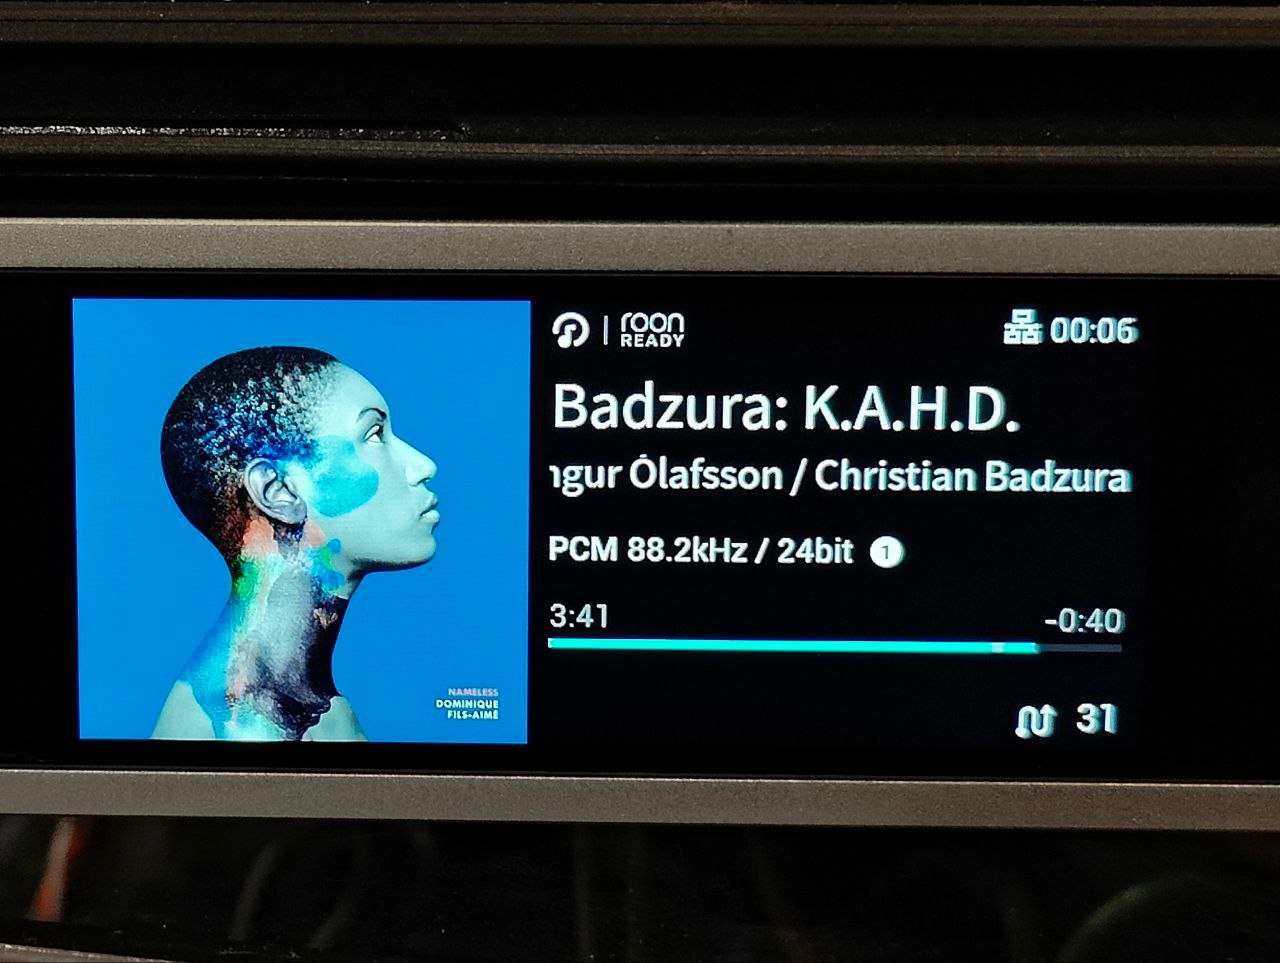 NAMELESS
DOMINIQUE
FILS-AIMÉ
roon
READY
00:06
Badzura: K.A.H.D.
ngur Ólafsson / Christian Badzura
PCM 88.2kHz / 24bit 1
3:41
-0:40
31